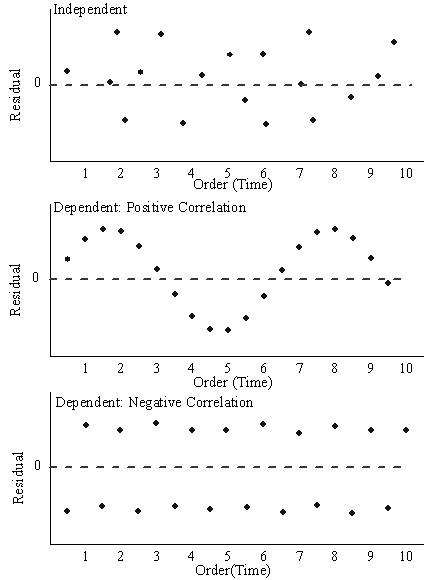 Independent
Residual
0
1 2 3 4 5 6 7 8 9 10
Order (Time)
Dependent: Positive Correlation
Residual
0
1 2 3 4 5 6 7 8 9 10
Order (Time)
Dependent: Negative Correlation
Residual
0
1 2 3 4 5 6 7 8 9 10
Order(Time)